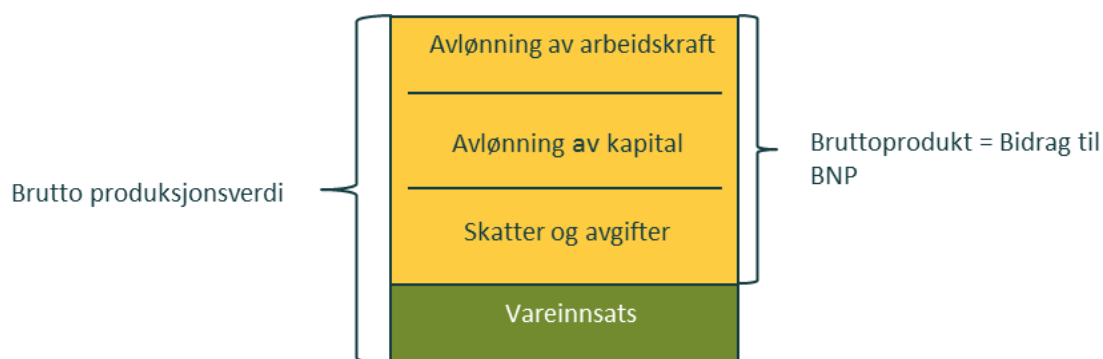 Avlønning av arbeidskraft
Avlønning av kapital
Bruttoprodukt = Bidrag til
BNP
Brutto produksjonsverdi
Skatter og avgifter
Vareinnsats